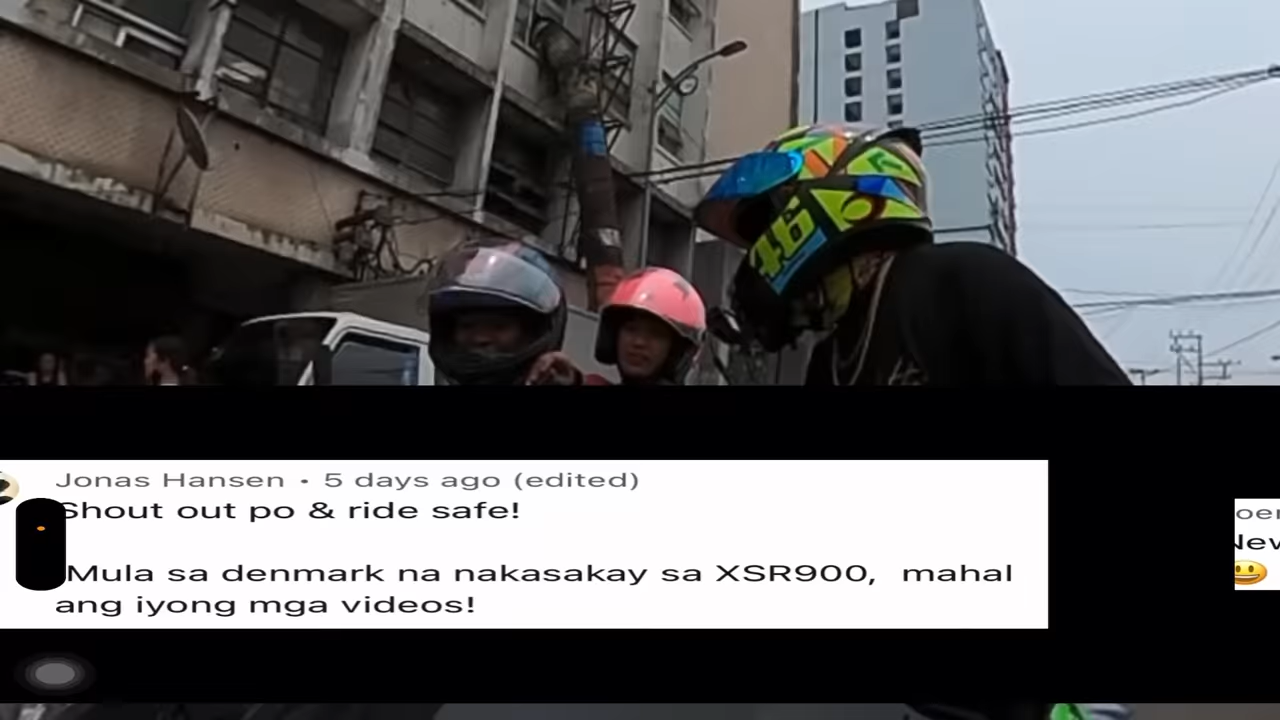 46
Jonas Hansen • 5 days ago (edited)
Shout out po & ride safe!
Mula sa denmark na nakasakay sa XSR900, mahal
ang iyong mga videos!